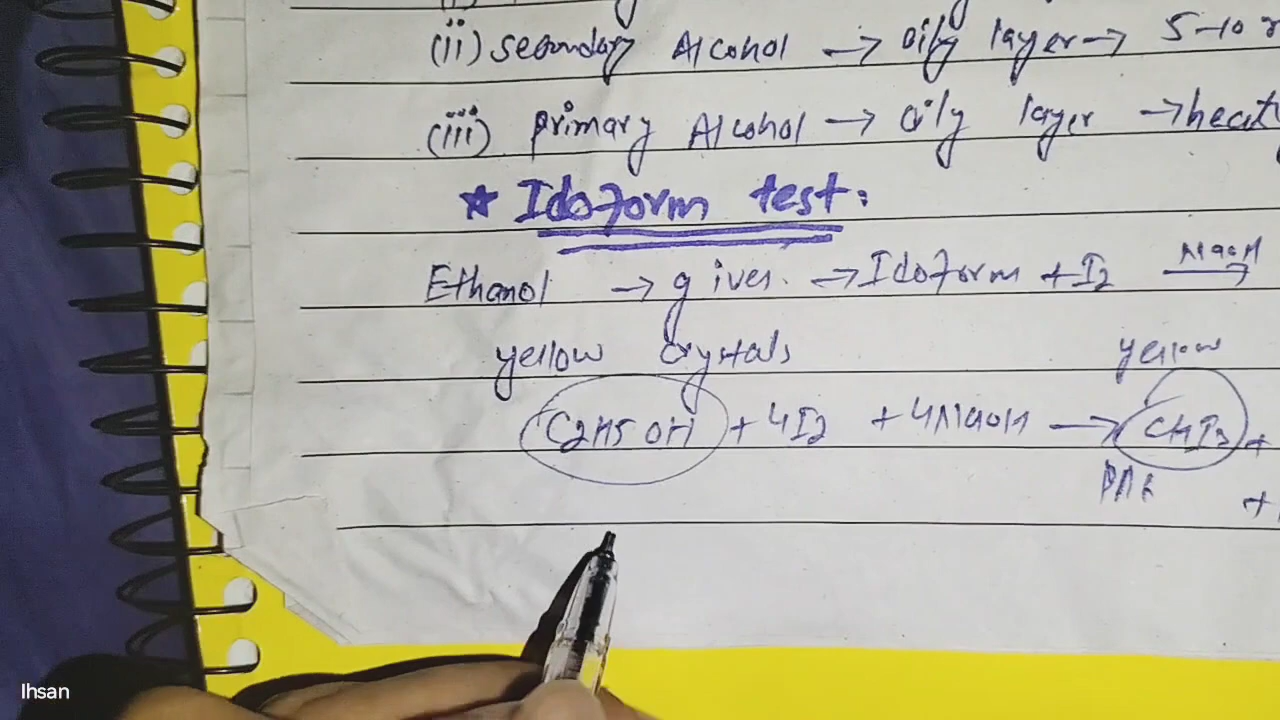 (ii) secondary Alcohol → oily layer → 5-10
(iii) primary Alcohol → oily layer → heat
★ Idoform test:
Ethanol → gives. → Idoform + I2 NaOH →
yellow crystals yellow
C2H5OH + 4I2 + 4NaOH → CHI3 +
+
Ihsan